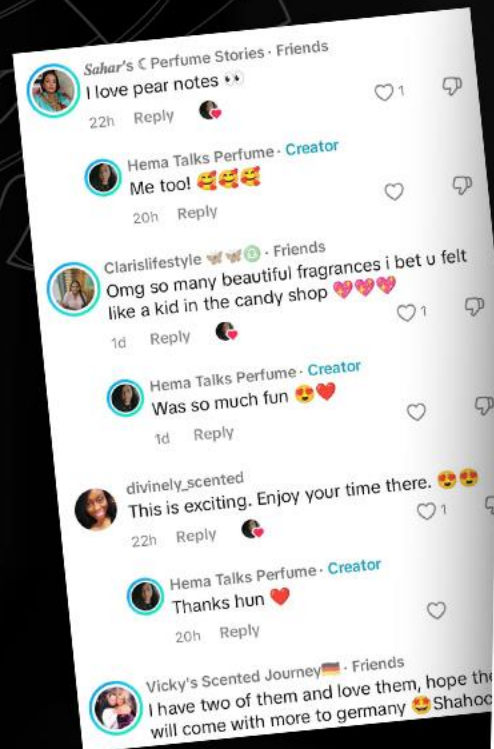 Sahar's ☾ Perfume Stories · Friends
I love pear notes 👀
22h Reply
1
Hema Talks Perfume · Creator
Me too! 🥰🥰🥰
20h Reply
Clarislifestyle 🦋🦋♎ · Friends
Omg so many beautiful fragrances i bet u felt
like a kid in the candy shop 💖💖💖
1d Reply
1
Hema Talks Perfume · Creator
Was so much fun 😍❤️
1d Reply
divinely_scented
This is exciting. Enjoy your time there. 😍😍
22h Reply
1
Hema Talks Perfume · Creator
Thanks hun ❤️
20h Reply
Vicky's Scented Journey🇩🇪 · Friends
I have two of them and love them, hope the
will come with more to germany 🤩Shahoo